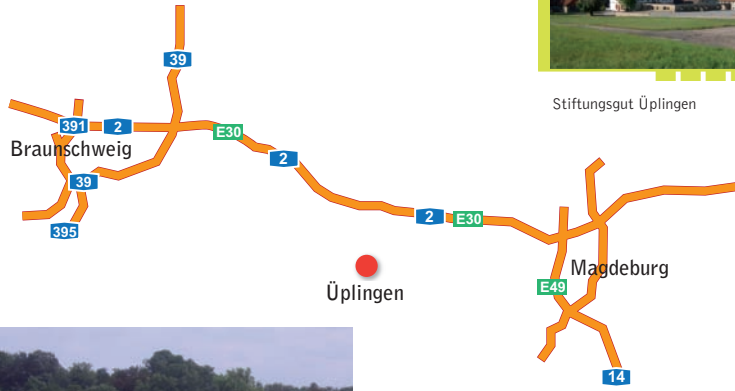 39
Stiftungsgut Üplingen
391
2
E30
Braunschweig
2
39
2
E30
395
Magdeburg
Üplingen
E49
14